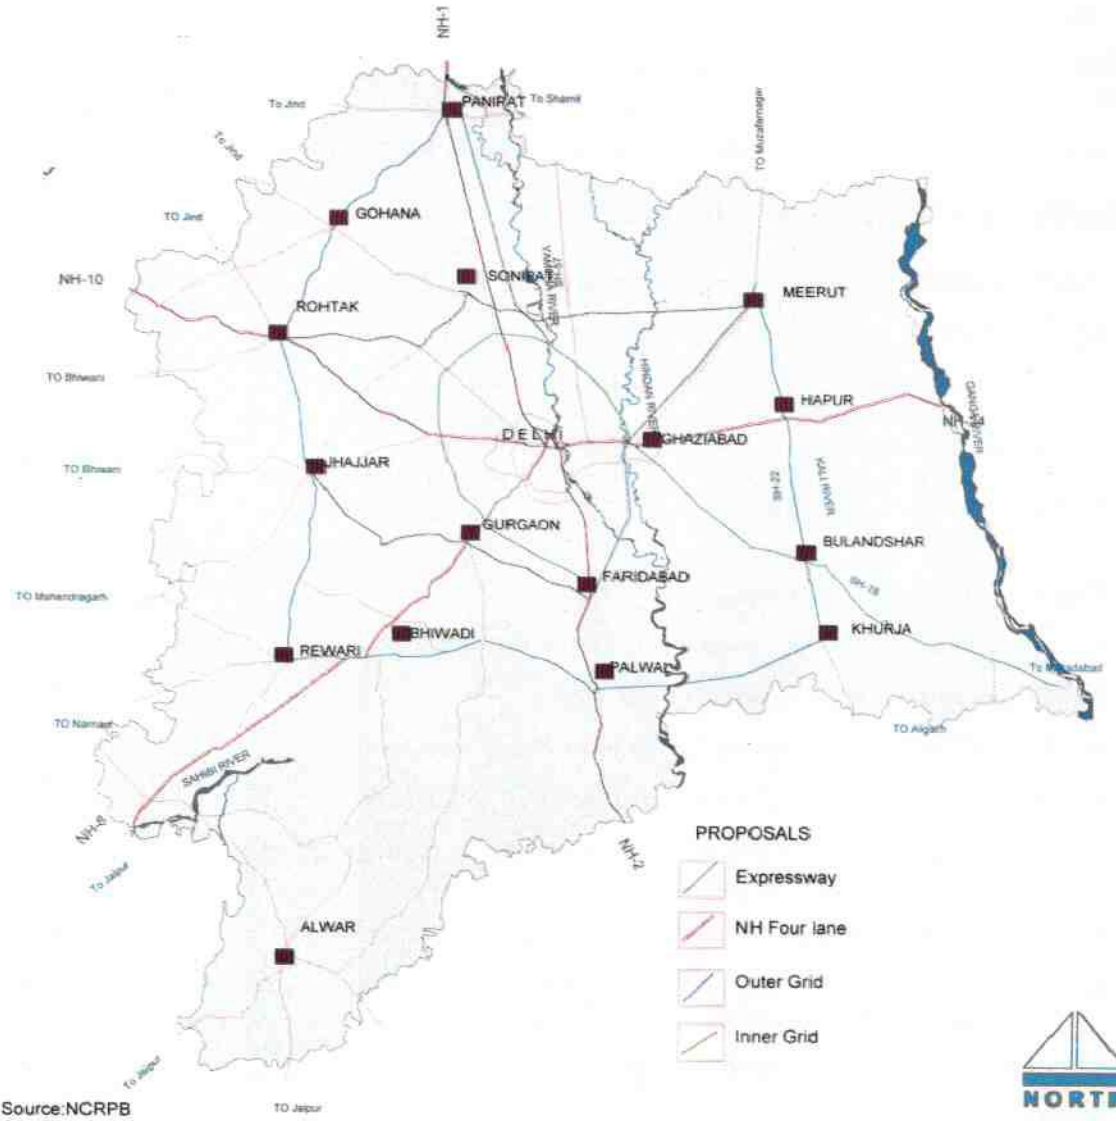 NH-1
PANIPAT
To Jind
To Shamli
To Jind
TO Muzafarnagar
GOHANA
TO Jind
NH-10
SONIPAT
SH-57
YAMUNA RIVER
MEERUT
ROHTAK
TO Bhiwani
HINDAN RIVER
HAPUR
GANGA RIVER
DELHI
GHAZIABAD
TO Bhiwani
JHAJJAR
SH-22
KALI RIVER
GURGAON
BULANDSHAR
FARIDABAD
SH-18
TO Mahendragarh
BHIWADI
KHURJA
REWARI
PALWAL
TO Narnaul
TO Aligarh
SAHIBI RIVER
NH-8
NH-2
To Jaipur
PROPOSALS
Expressway
NH Four lane
Outer Grid
Inner Grid
ALWAR
To Jaipur
Source:NCRPB
TO Jaipur
NORTH